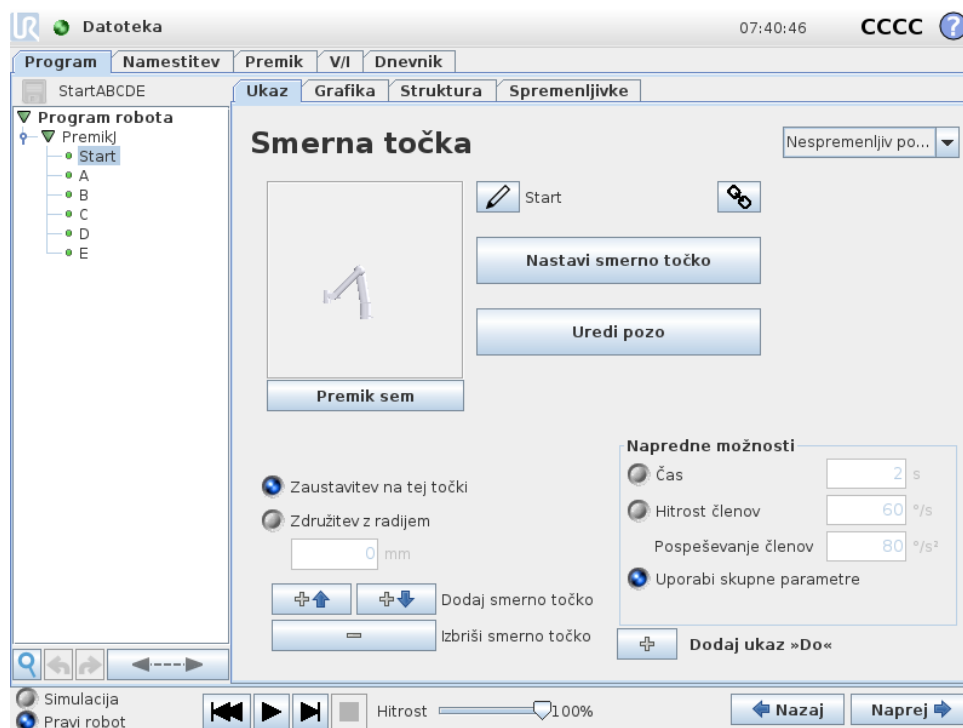 UR Datoteka 07:40:46 CCCC ?
Program Namestitev Premik V/I Dnevnik
StartABCDE
Ukaz Grafika Struktura Spremenljivke
Program robota
PremikJ
Start
A
B
C
D
E
Smerna točka
Nespremenljiv po...
Start
Nastavi smerno točko
Uredi pozo
Premik sem
Zaustavitev na tej točki
Združitev z radijem
0 mm
Dodaj smerno točko
Izbriši smerno točko
Napredne možnosti
Čas 2 s
Hitrost členov 60 °/s
Pospeševanje členov 80 °/s²
Uporabi skupne parametre
Dodaj ukaz »Do«
Simulacija
Pravi robot
Hitrost 100%
Nazaj Naprej